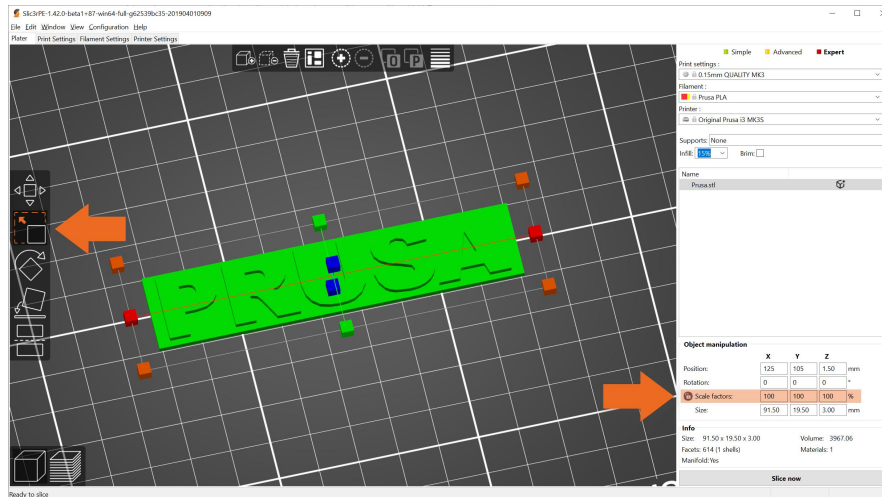 Slic3rPE-1.42.0-beta1+87-win64-full-g62539bc35-201904010909
File Edit Window View Configuration Help
Plater Print Settings Filament Settings Printer Settings
Simple Advanced Expert
Print settings :
0.15mm QUALITY MK3
Filament :
Prusa PLA
Printer :
Original Prusa i3 MK3S
Supports: None
Infill: 15% Brim:
Name
Prusa.stl
O P
PRUSA
Object manipulation
X Y Z
Position: 125 105 1.50 mm
Rotation: 0 0 0 °
Scale factors: 100 100 100 %
Size: 91.50 19.50 3.00 mm
Info
Size: 91.50 x 19.50 x 3.00 Volume: 3967.06
Facets: 614 (1 shells) Materials: 1
Manifold: Yes
Slice now
Ready to slice